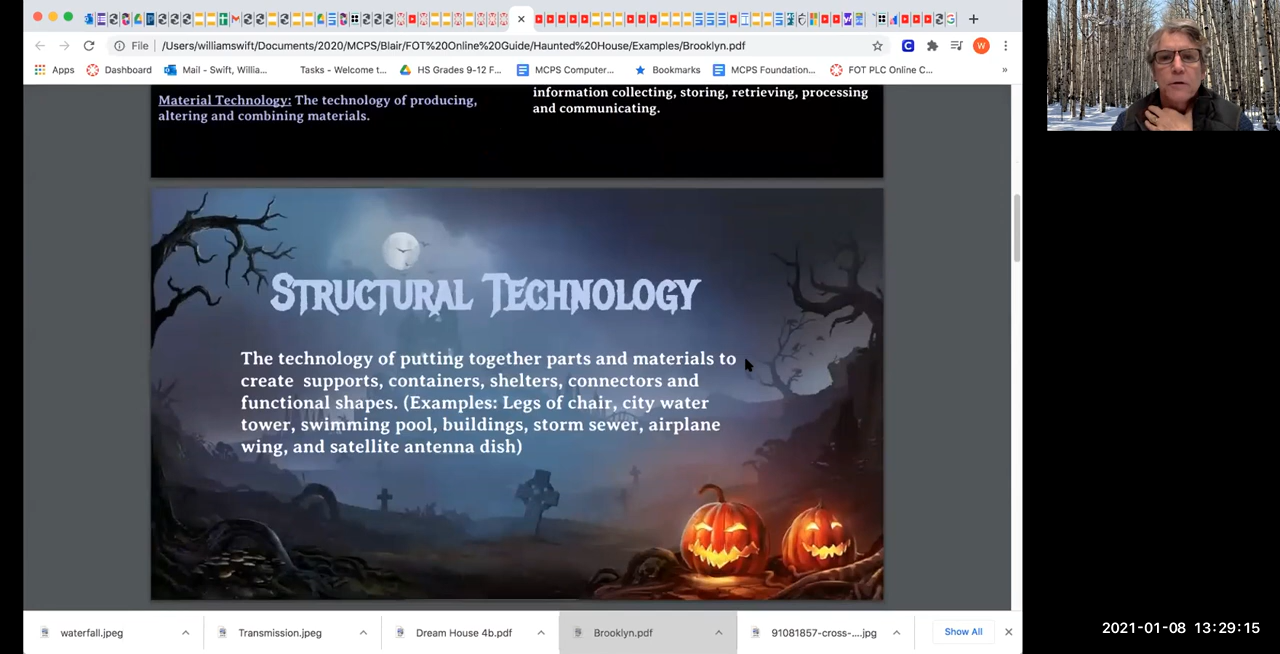 File
/Users/williamswift/Documents/2020/MCPS/Blair/FOT%20Online%20Guide/Haunted%20House/Examples/Brooklyn.pdf
C
W
Apps
Dashboard
Mail - Swift, Willia...
Tasks - Welcome t...
HS Grades 9-12 F...
MCPS Computer...
Bookmarks
MCPS Foundation...
FOT PLC Online C...
»
Material Technology: The technology of producing,
altering and combining materials.
information collecting, storing, retrieving, processing
and communicating.
Structural Technology
The technology of putting together parts and materials to
create supports, containers, shelters, connectors and
functional shapes. (Examples: Legs of chair, city water
tower, swimming pool, buildings, storm sewer, airplane
wing, and satellite antenna dish)
waterfall.jpeg
Transmission.jpeg
Dream House 4b.pdf
Brooklyn.pdf
91081857-cross-....jpg
Show All
2021-01-08 13:29:15